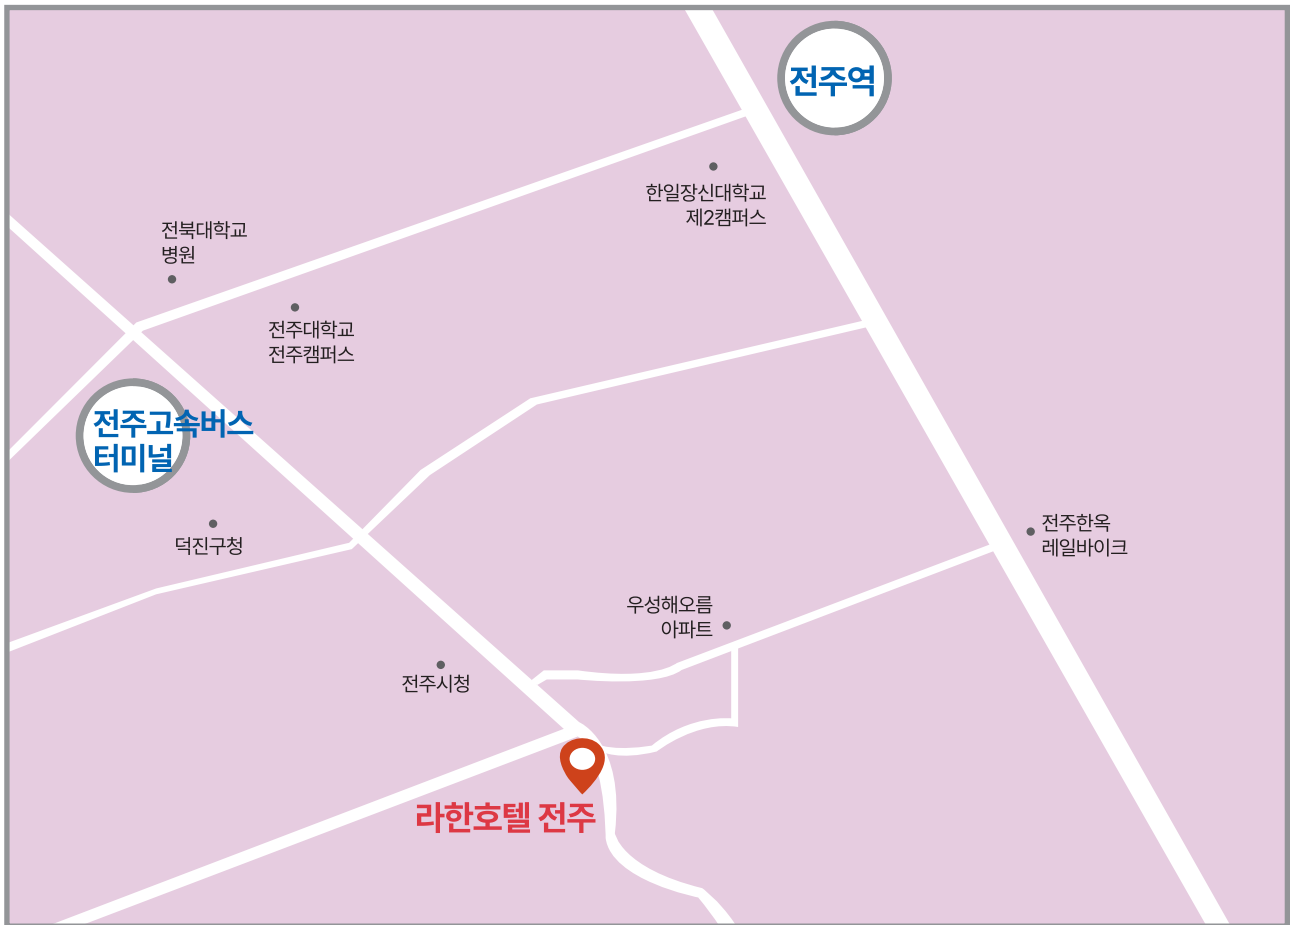 전주역
한일장신대학교
제2캠퍼스
전북대학교
병원
전주대학교
전주캠퍼스
전주고속버스
터미널
덕진구청
전주한옥
레일바이크
우성해오름
아파트
전주시청
라한호텔 전주